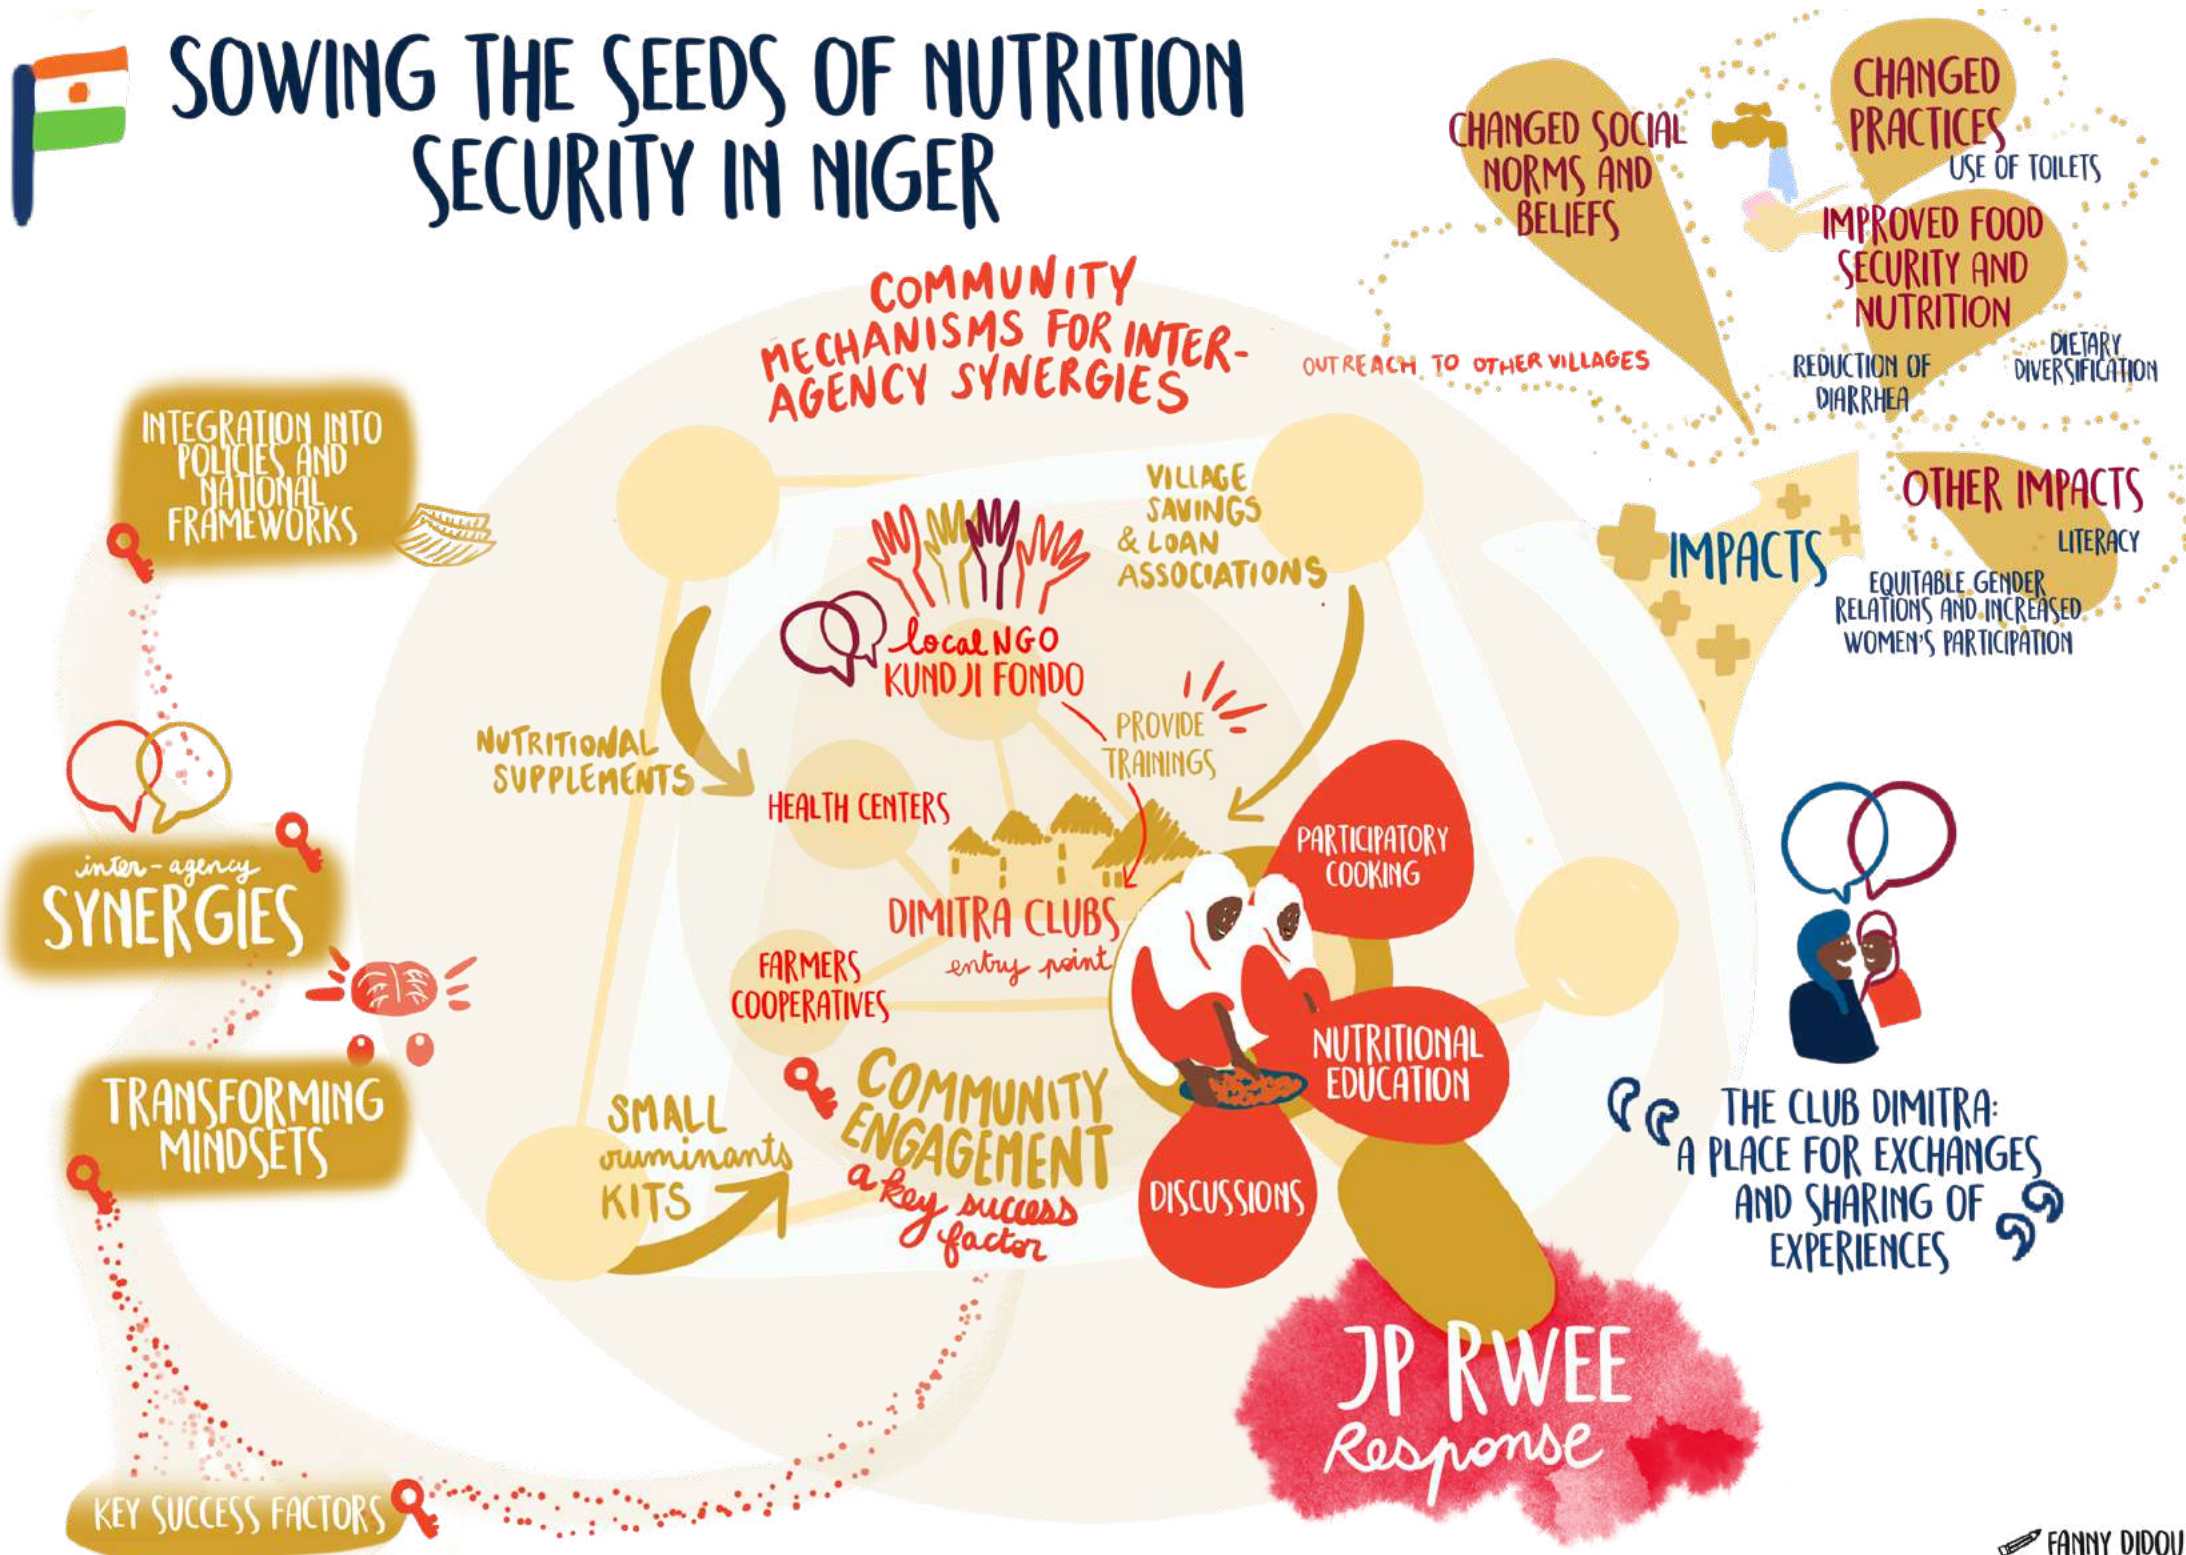 SOWING THE SEEDS OF NUTRITION
SECURITY IN NIGER
COMMUNITY
MECHANISMS FOR INTER-
AGENCY SYNERGIES
CHANGED SOCIAL
NORMS AND
BELIEFS
CHANGED
PRACTICES
USE OF TOILETS
IMPROVED FOOD
SECURITY AND
NUTRITION
REDUCTION OF
DIARRHEA
DIETARY
DIVERSIFICATION
OUTREACH TO OTHER VILLAGES
IMPACTS
OTHER IMPACTS
LITERACY
EQUITABLE GENDER
RELATIONS AND INCREASED
WOMEN'S PARTICIPATION
INTEGRATION INTO
POLICIES AND
NATIONAL
FRAMEWORKS
inter-agency
SYNERGIES
TRANSFORMING
MINDSETS
KEY SUCCESS FACTORS
VILLAGE
SAVINGS
& LOAN
ASSOCIATIONS
local NGO
KUNDJI FONDO
PROVIDE
TRAININGS
NUTRITIONAL
SUPPLEMENTS
HEALTH CENTERS
DIMITRA CLUBS
entry point
FARMERS
COOPERATIVES
SMALL
ruminants
KITS
COMMUNITY
ENGAGEMENT
a key success
factor
PARTICIPATORY
COOKING
NUTRITIONAL
EDUCATION
DISCUSSIONS
JP RWEE
Response
“ THE CLUB DIMITRA:
A PLACE FOR EXCHANGES
AND SHARING OF
EXPERIENCES ”
FANNY DIDOU